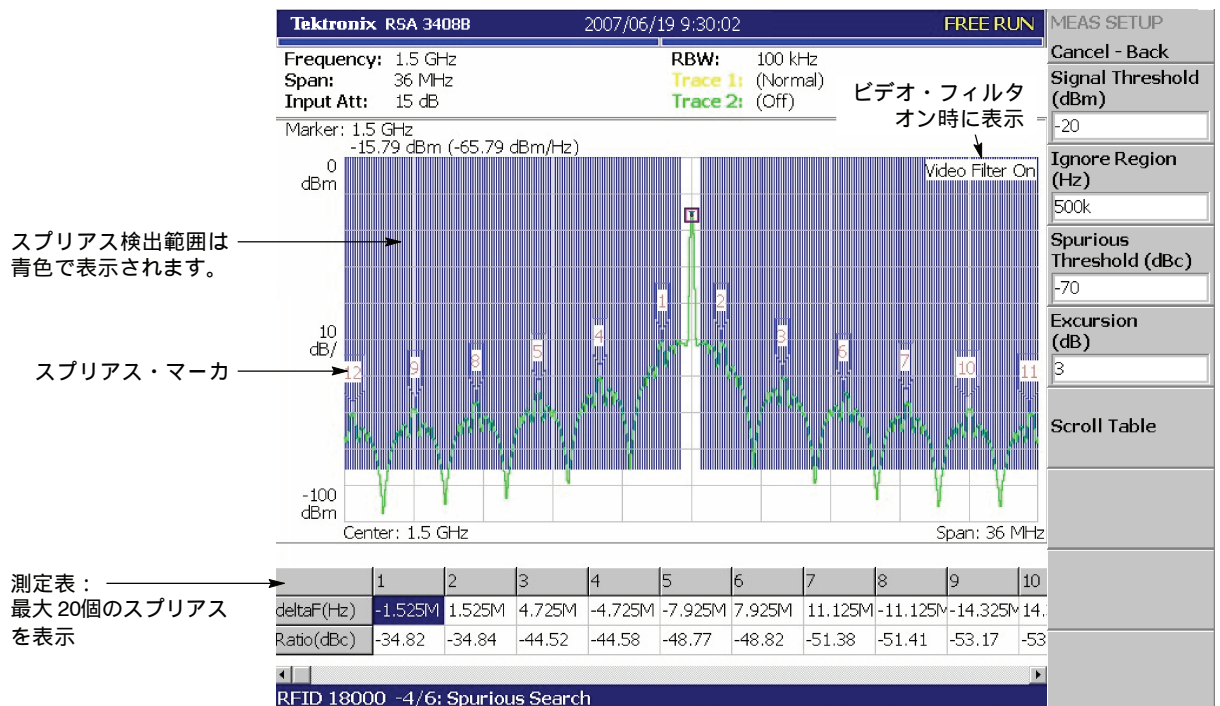 Tektronix RSA 3408B 2007/06/19 9:30:02 FREE RUN
Frequency: 1.5 GHz
Span: 36 MHz
Input Att: 15 dB
RBW: 100 kHz
Trace 1: (Normal)
Trace 2: (Off)
ビデオ・フィルタ
オン時に表示
Marker: 1.5 GHz
-15.79 dBm (-65.79 dBm/Hz)
0
dBm
Video Filter On
スプリアス検出範囲は
青色で表示されます。
1
2
10
dB/
4
3
5
6
スプリアス・マーカ
12
9
8
7
10
11
-100
dBm
Center: 1.5 GHz
Span: 36 MHz
測定表：
最大 20個のスプリアス
を表示
1 2 3 4 5 6 7 8 9 10
deltaF(Hz) -1.525M 1.525M 4.725M -4.725M -7.925M 7.925M 11.125M -11.125M -14.325M 14.
Ratio(dBc) -34.82 -34.84 -44.52 -44.58 -48.77 -48.82 -51.38 -51.41 -53.17 -53
RFID 18000 -4/6: Spurious Search
MEAS SETUP
Cancel - Back
Signal Threshold
(dBm)
-20
Ignore Region
(Hz)
500k
Spurious
Threshold (dBc)
-70
Excursion
(dB)
3
Scroll Table